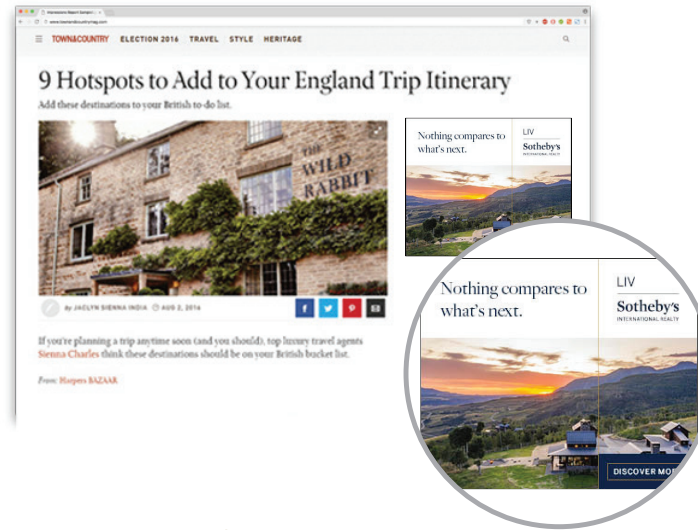 www.townandcountrymag.com
TOWN&COUNTRY ELECTION 2016 TRAVEL STYLE HERITAGE
9 Hotspots to Add to Your England Trip Itinerary
Add these destinations to your British to-do list.
THE
WILD
RABBIT
By JACLYN SIENNA INDIA AUG 2, 2016
If you're planning a trip anytime soon (and you should), top luxury travel agents
Sienna Charles think these destinations should be on your British bucket list.
From: Harpers BAZAAR
Nothing compares to
what's next.
LIV
Sotheby's
INTERNATIONAL REALTY
Nothing compares to
what's next.
LIV
Sotheby's
INTERNATIONAL REALTY
DISCOVER MO